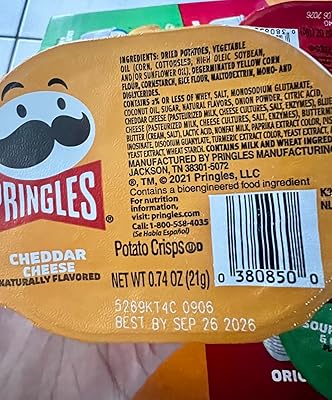 INGREDIENTS: DRIED POTATOES, VEGETABLE
OIL (CORN, COTTONSEED, HIGH OLEIC SOYBEAN,
AND/OR SUNFLOWER OIL), DEGERMINATED YELLOW CORN
FLOUR, CORNSTARCH, RICE FLOUR, MALTODEXTRIN, MONO- AND
DIGLYCERIDES.
CONTAINS 2% OR LESS OF WHEY, SALT, MONOSODIUM GLUTAMATE,
COCONUT OIL, SUGAR, NATURAL FLAVORS, ONION POWDER, CITRIC ACID,
CHEDDAR CHEESE (PASTEURIZED MILK, CHEESE CULTURES, SALT, ENZYMES),
CHEESE (PASTEURIZED MILK, CHEESE CULTURES, SALT, ENZYMES),
BUTTER (CREAM, SALT), LACTIC ACID, NONFAT MILK, PAPRIKA EXTRACT COLOR,
INOSINATE, DISODIUM GUANYLATE, TURMERIC EXTRACT COLOR, YEAST
YEAST EXTRACT, WHEAT STARCH. CONTAINS MILK AND WHEAT
MANUFACTURED BY PRINGLES MANUFACTURING
JACKSON, TN 38301-5072
®, TM, © 2021 Pringles, LLC
Contains a bioengineered food ingredient
For nutrition
information,
visit: pringles.com
Call: 1-800-568-4035
(Se Habla Español)
Potato Crisps
NET WT 0.74 OZ (21g)
0 380850 0
PRINGLES
CHEDDAR
CHEESE
NATURALLY FLAVORED
5269KT4C 0906
BEST BY SEP 26 2026
SOUR
ORIG